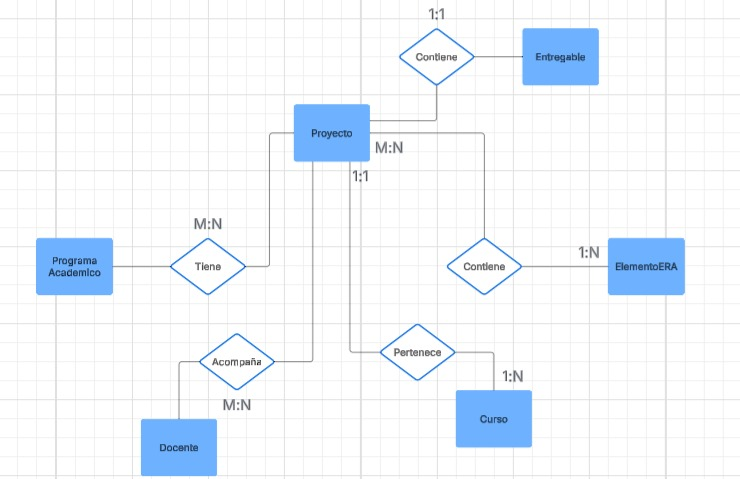 1:1
Contiene
Entregable
Proyecto
M:N
1:1
M:N
Programa
Academico
Tiene
Contiene
1:N
ElementoERA
Acompaña
Pertenece
M:N
1:N
Docente
Curso